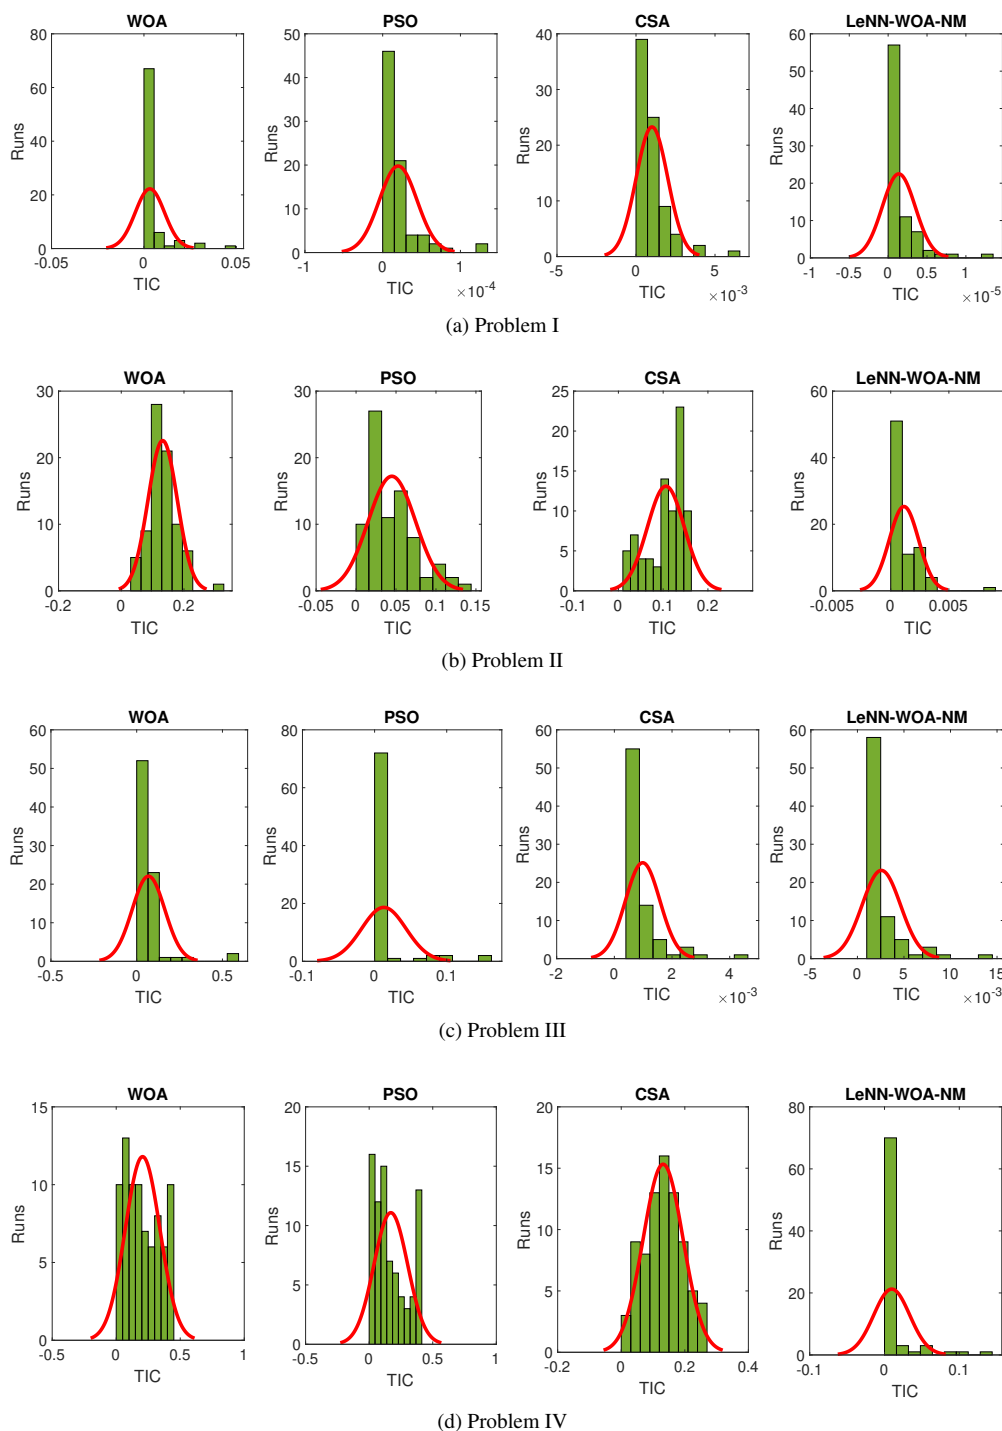 WOA PSO CSA LeNN-WOA-NM
80 60 40 20 0
Runs
-0.05 0 0.05
TIC
50 40 30 20 10 0
Runs
-1 0 1
TIC ×10-4
40 30 20 10 0
Runs
-5 0 5
TIC ×10-3
60 50 40 30 20 10 0
Runs
-1 -0.5 0 0.5 1
TIC ×10-5
(a) Problem I
WOA PSO CSA LeNN-WOA-NM
30 20 10 0
Runs
-0.2 0 0.2
TIC
30 20 10 0
Runs
-0.05 0 0.05 0.1 0.15
TIC
25 20 15 10 5 0
Runs
-0.1 0 0.1 0.2
TIC
60 40 20 0
Runs
-0.005 0 0.005
TIC
(b) Problem II
WOA PSO CSA LeNN-WOA-NM
60 50 40 30 20 10 0
Runs
-0.5 0 0.5
TIC
80 60 40 20 0
Runs
-0.1 0 0.1
TIC
60 50 40 30 20 10 0
Runs
-2 0 2 4
TIC ×10-3
60 50 40 30 20 10 0
Runs
-5 0 5 10 15
TIC ×10-3
(c) Problem III
WOA PSO CSA LeNN-WOA-NM
15 10 5 0
Runs
-0.5 0 0.5 1
TIC
20 15 10 5 0
Runs
-0.5 0 0.5 1
TIC
20 15 10 5 0
Runs
-0.2 0 0.2 0.4
TIC
80 60 40 20 0
Runs
-0.1 0 0.1
TIC
(d) Problem IV